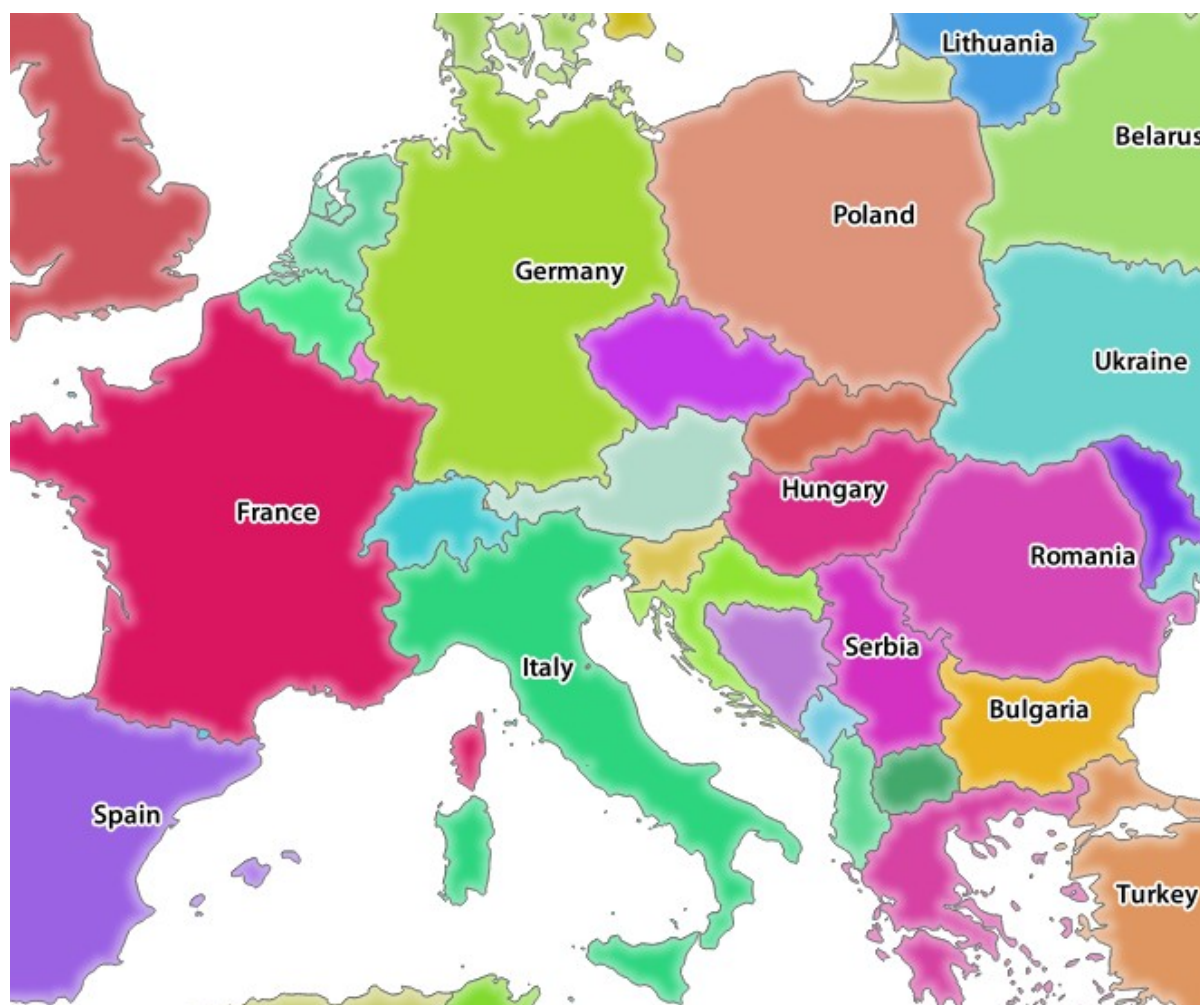 Lithuania
Belarus
Poland
Germany
Ukraine
Hungary
France
Romania
Serbia
Italy
Bulgaria
Spain
Turkey